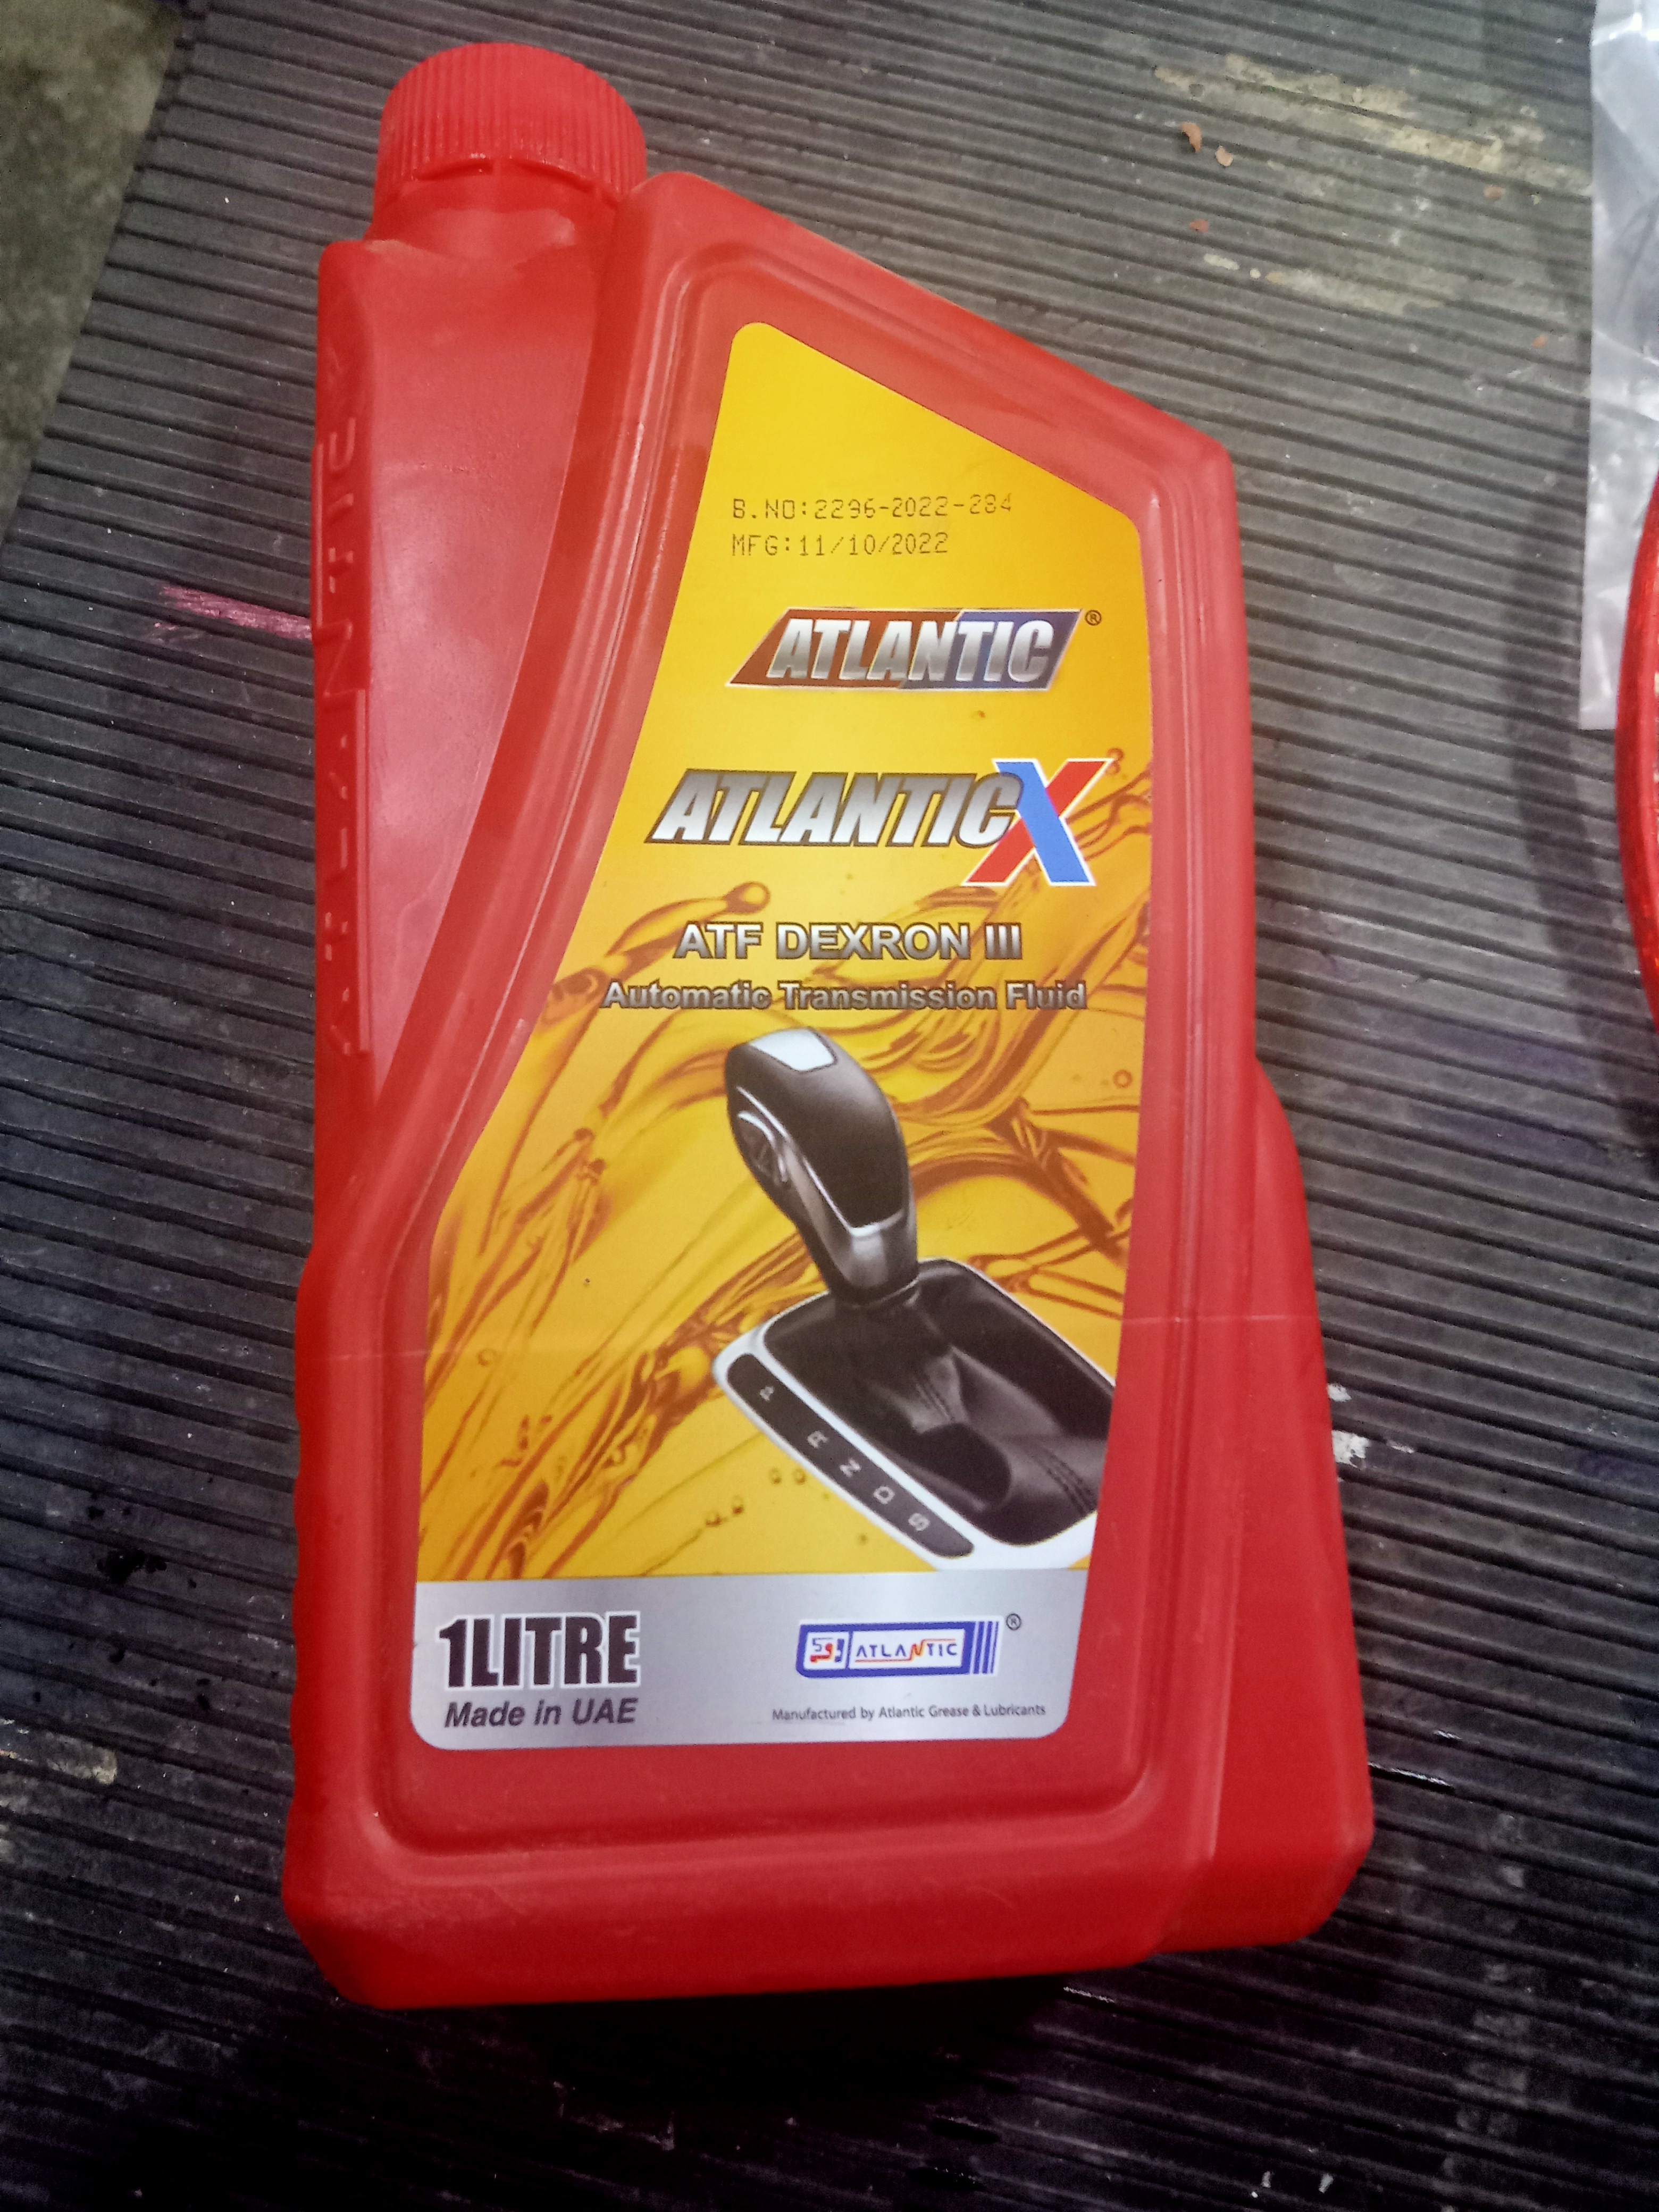 B.NO:2296-2022-284
MFG:11/10/2022
ATLANTIC®
ATLANTICX
ATF DEXRON III
Automatic Transmission Fluid
P
R
N
D
S
1LITRE
Made in UAE
ATLANTIC®
Manufactured by Atlantic Grease & Lubricants
ATLANTIC